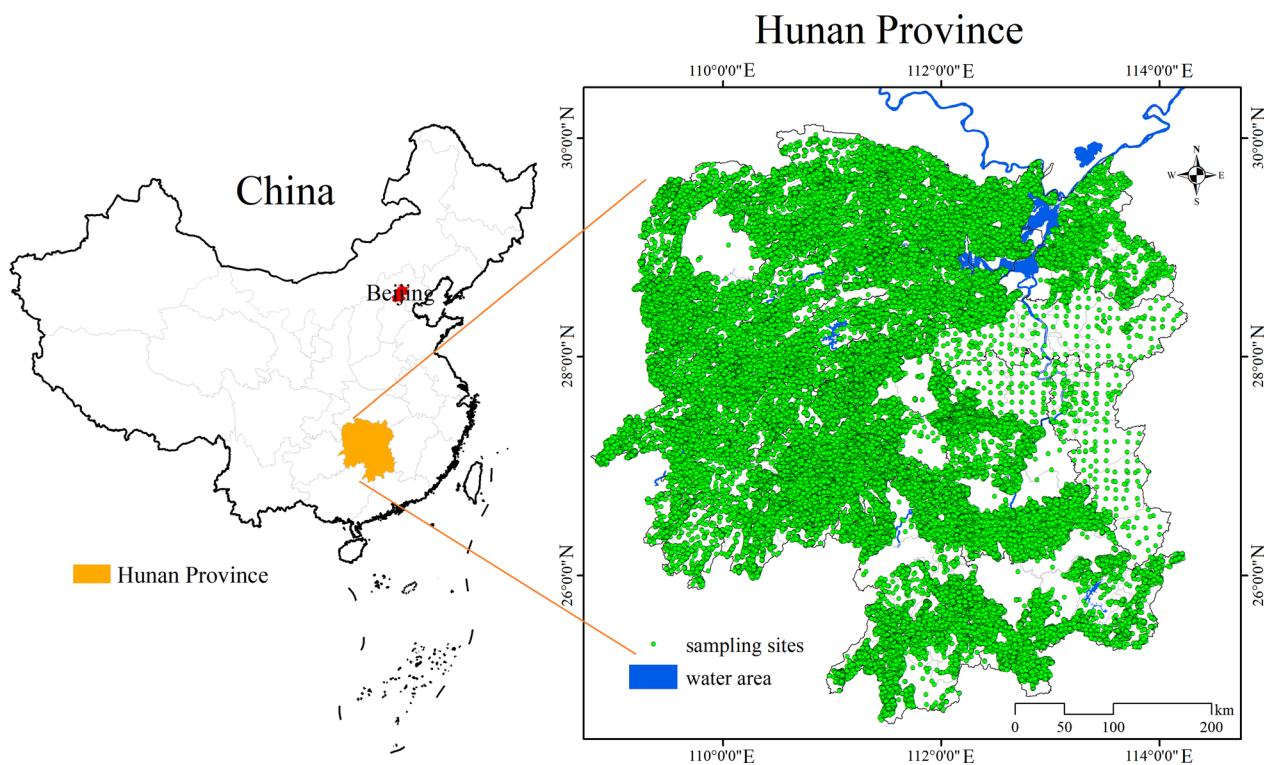 Hunan Province
110°0'0"E
112°0'0"E
114°0'0"E
China
Beijing
Hunan Province
30°0'0"N
28°0'0"N
26°0'0"N
N
W
E
S
30°0'0"N
28°0'0"N
26°0'0"N
sampling sites
water area
km
0 50 100 200
110°0'0"E
112°0'0"E
114°0'0"E